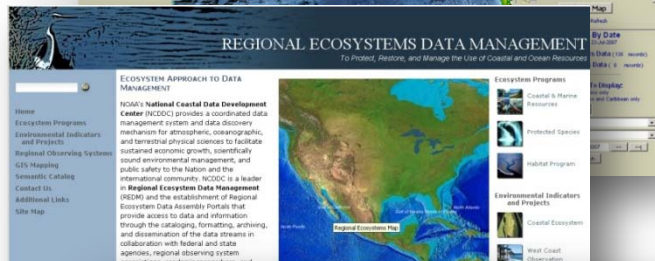 Map
Refresh
By Date
REGIONAL ECOSYSTEMS DATA MANAGEMENT
To Protect, Restore, and Manage the Use of Coastal and Ocean Resources
ECOSYSTEM APPROACH TO DATA
MANAGEMENT
NOAA's National Coastal Data Development
Center (NCDDC) provides a coordinated data
management system and data discovery
mechanism for atmospheric, oceanographic,
and terrestrial physical sciences to facilitate
sustained economic growth, scientifically
sound environmental management, and
public safety to the Nation and the
international community. NCDDC is a leader
in Regional Ecosystem Data Management
(REDM) and the establishment of Regional
Ecosystem Data Assembly Portals that
provide access to data and information
through the cataloging, formatting, archiving,
and dissemination of the data streams in
collaboration with federal and state
agencies, regional observing system
Home
Ecosystem Programs
Environmental Indicators
and Projects
Regional Observing Systems
GIS Mapping
Semantic Catalog
Contact Us
Additional Links
Site Map
Regional Ecosystems Map
Ecosystem Programs
Coastal & Marine
Resources
Protected Species
Habitat Program
Environmental Indicators
and Projects
Coastal Ecosystem
West Coast
Observation